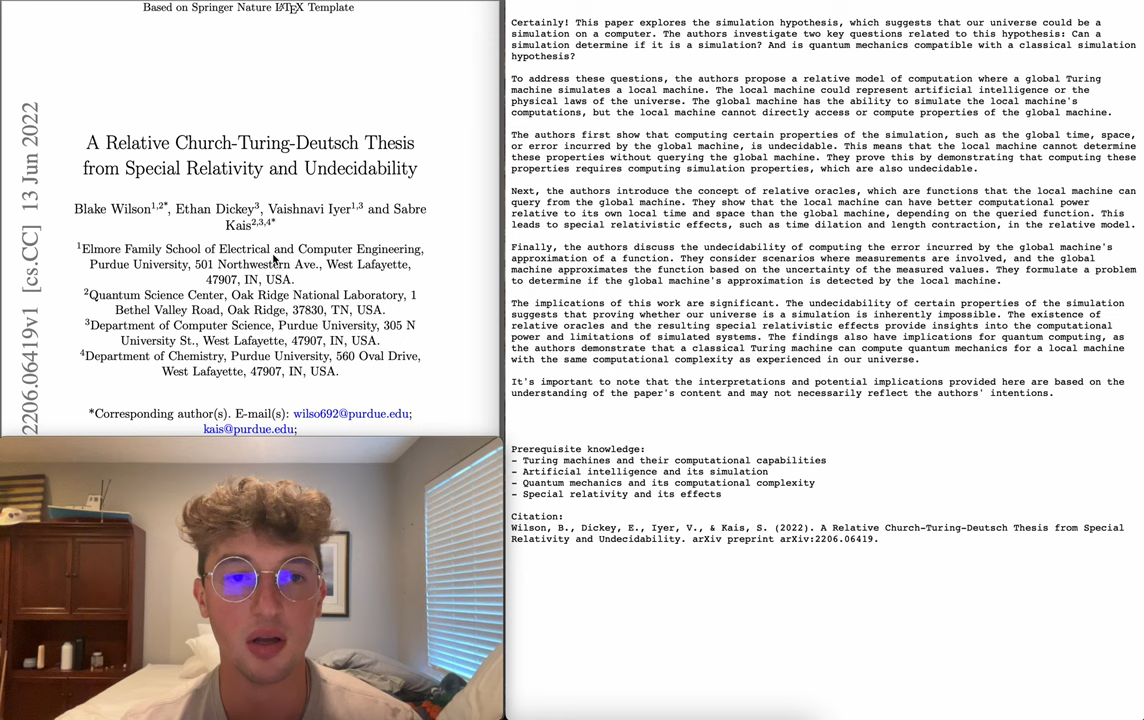 Based on Springer Nature LATEX Template
2206.06419v1 [cs.CC] 13 Jun 2022
A Relative Church-Turing-Deutsch Thesis
from Special Relativity and Undecidability
Blake Wilson1,2*, Ethan Dickey3, Vaishnavi Iyer1,3 and Sabre
Kais2,3,4*
1Elmore Family School of Electrical and Computer Engineering,
Purdue University, 501 Northwestern Ave., West Lafayette,
47907, IN, USA.
2Quantum Science Center, Oak Ridge National Laboratory, 1
Bethel Valley Road, Oak Ridge, 37830, TN, USA.
3Department of Computer Science, Purdue University, 305 N
University St., West Lafayette, 47907, IN, USA.
4Department of Chemistry, Purdue University, 560 Oval Drive,
West Lafayette, 47907, IN, USA.
*Corresponding author(s). E-mail(s): wilso692@purdue.edu;
kais@purdue.edu;
Certainly! This paper explores the simulation hypothesis, which suggests that our universe could be a
simulation on a computer. The authors investigate two key questions related to this hypothesis: Can a
simulation determine if it is a simulation? And is quantum mechanics compatible with a classical simulation
hypothesis?
To address these questions, the authors propose a relative model of computation where a global Turing
machine simulates a local machine. The local machine could represent artificial intelligence or the
physical laws of the universe. The global machine has the ability to simulate the local machine's
computations, but the local machine cannot directly access or compute properties of the global machine.
The authors first show that computing certain properties of the simulation, such as the global time, space,
or error incurred by the global machine, is undecidable. This means that the local machine cannot determine
these properties without querying the global machine. They prove this by demonstrating that computing these
properties requires computing simulation properties, which are also undecidable.
Next, the authors introduce the concept of relative oracles, which are functions that the local machine can
query from the global machine. They show that the local machine can have better computational power
relative to its own local time and space than the global machine, depending on the queried function. This
leads to special relativistic effects, such as time dilation and length contraction, in the relative model.
Finally, the authors discuss the undecidability of computing the error incurred by the global machine's
approximation of a function. They consider scenarios where measurements are involved, and the global
machine approximates the function based on the uncertainty of the measured values. They formulate a problem
to determine if the global machine's approximation is detected by the local machine.
The implications of this work are significant. The undecidability of certain properties of the simulation
suggests that proving whether our universe is a simulation is inherently impossible. The existence of
relative oracles and the resulting special relativistic effects provide insights into the computational
power and limitations of simulated systems. The findings also have implications for quantum computing, as
the authors demonstrate that a classical Turing machine can compute quantum mechanics for a local machine
with the same computational complexity as experienced in our universe.
It's important to note that the interpretations and potential implications provided here are based on the
understanding of the paper's content and may not necessarily reflect the authors' intentions.
Prerequisite knowledge:
- Turing machines and their computational capabilities
- Artificial intelligence and its simulation
- Quantum mechanics and its computational complexity
- Special relativity and its effects
Citation:
Wilson, B., Dickey, E., Iyer, V., & Kais, S. (2022). A Relative Church-Turing-Deutsch Thesis from Special
Relativity and Undecidability. arXiv preprint arXiv:2206.06419.